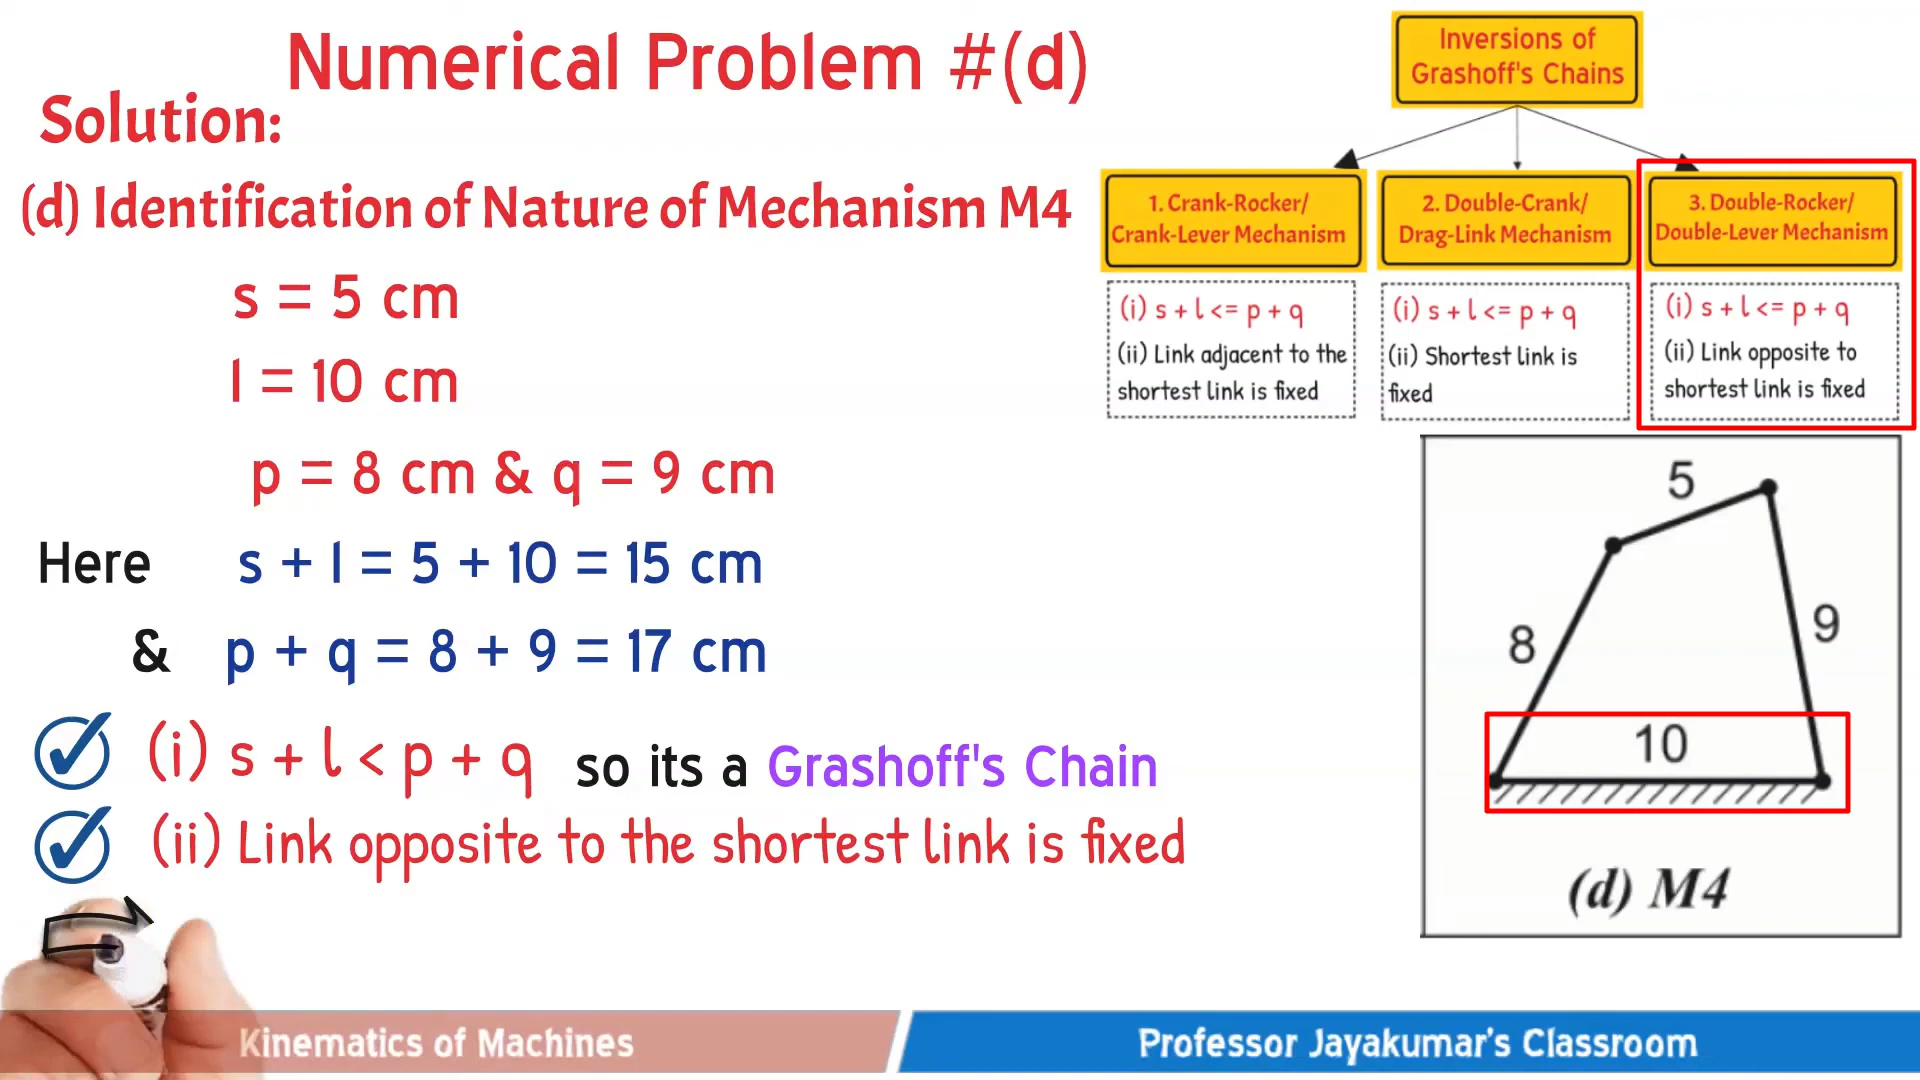 Numerical Problem #(d)
Solution:
(d) Identification of Nature of Mechanism M4
s = 5 cm
l = 10 cm
p = 8 cm & q = 9 cm
Here s + l = 5 + 10 = 15 cm
& p + q = 8 + 9 = 17 cm
(i) s + l < p + q so its a Grashoff's Chain
(ii) Link opposite to the shortest link is fixed
Inversions of
Grashoff's Chains
1. Crank-Rocker/
Crank-Lever Mechanism
(i) s + l <= p + q
(ii) Link adjacent to the
shortest link is fixed
2. Double-Crank/
Drag-Link Mechanism
(i) s + l <= p + q
(ii) Shortest link is
fixed
3. Double-Rocker/
Double-Lever Mechanism
(i) s + l <= p + q
(ii) Link opposite to
shortest link is fixed
5
8
9
10
(d) M4
Kinematics of Machines
Professor Jayakumar's Classroom